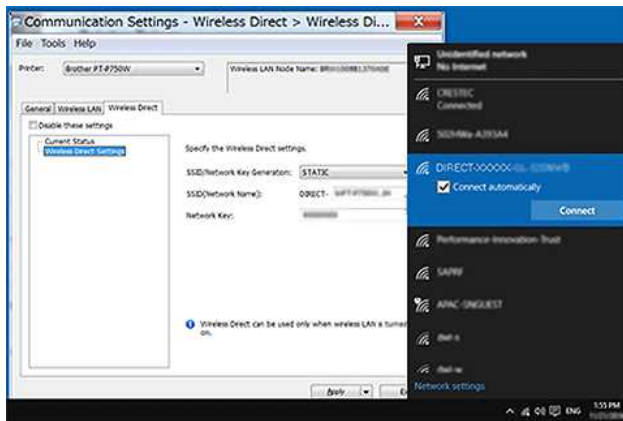 Communication Settings - Wireless Direct > Wireless Di...
File Tools Help
Printer: Brother PT-P750W
Wireless LAN Node Name:
General Wireless LAN Wireless Direct
Disable these settings
Current Status
Wireless Direct Settings
Specify the Wireless Direct settings.
SSID/Network Key Generation: STATIC
SSID(Network Name): DIRECT-
Network Key:
Wireless Direct can be used only when wireless LAN is turned
on.
Apply
Unidentified network
No Internet
CRESTEC
Connected
DIRECT-XXXXX-
Connect automatically
Connect
Performance-Innovation-Trust
SAPRF
APAC-SNGUEST
dwl-s
dwl-w
Network settings
ENG
1:55 PM